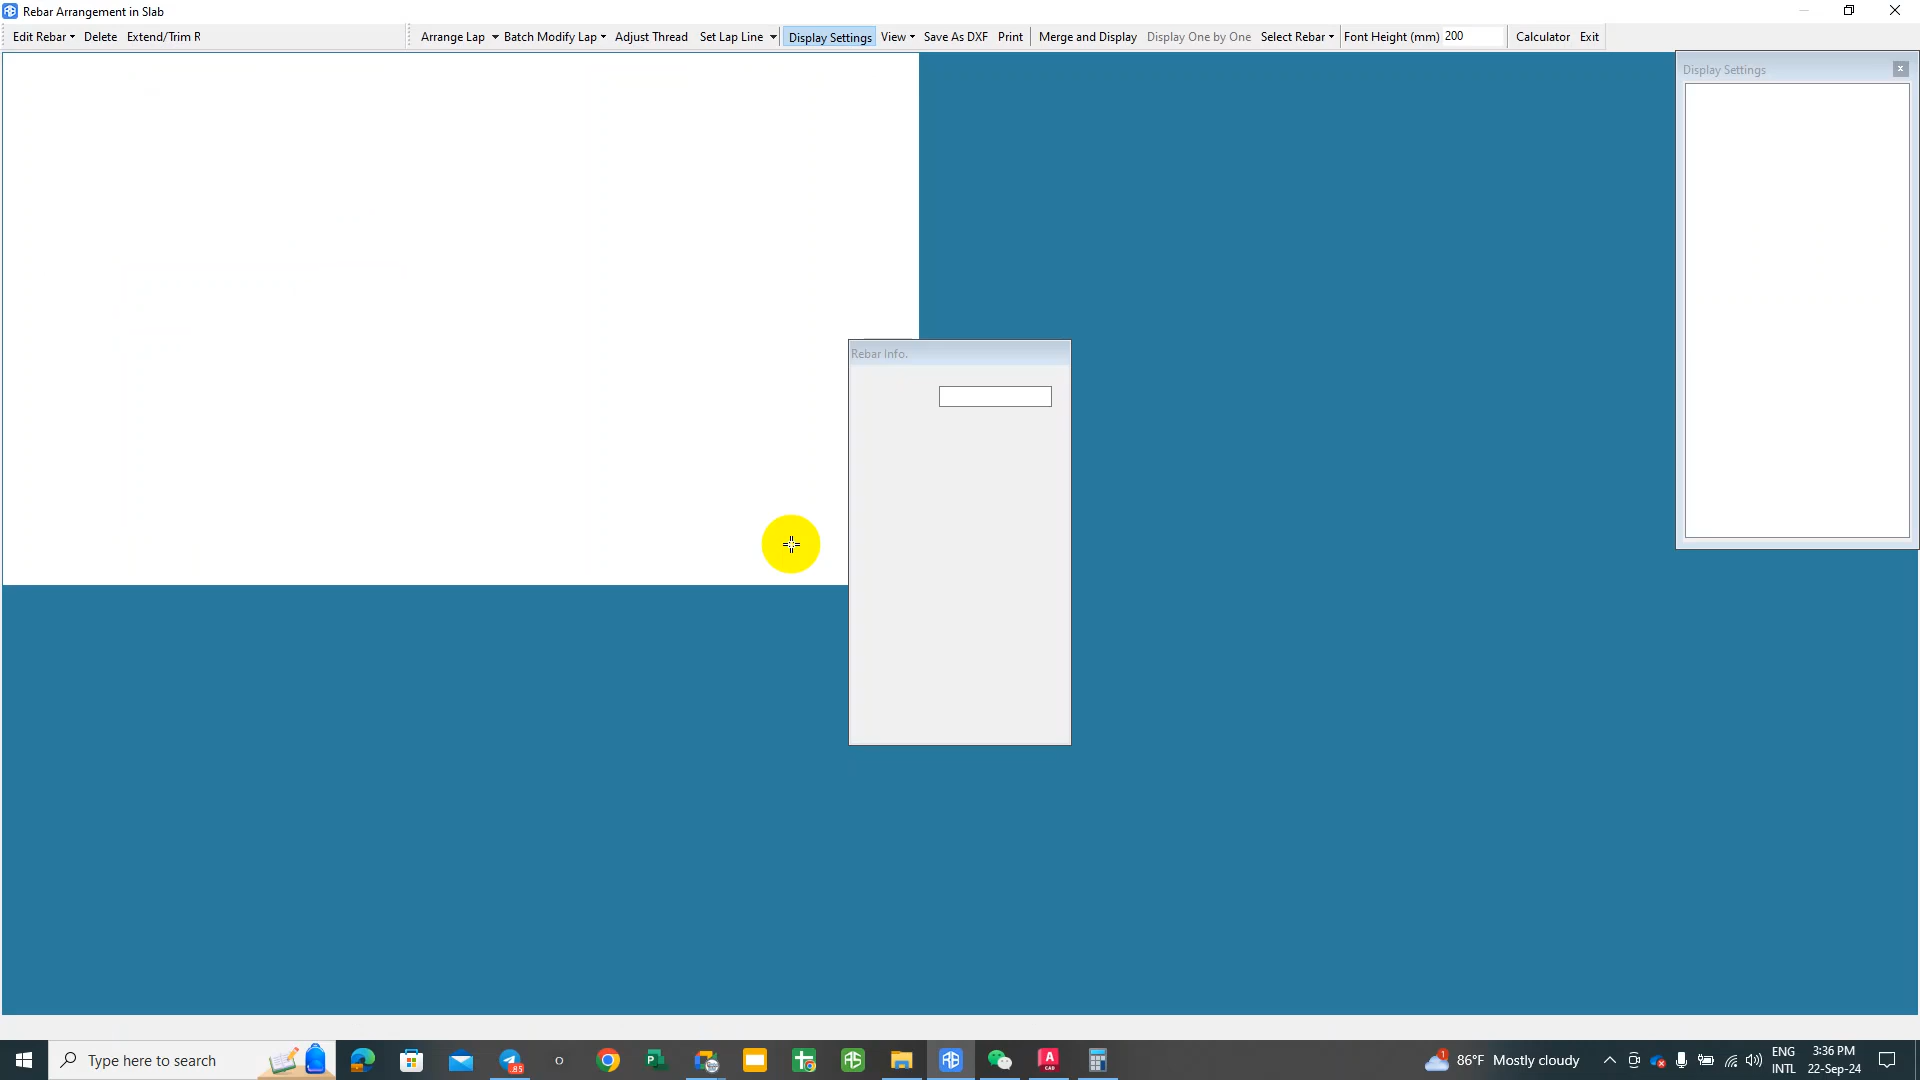 Rebar Arrangement in Slab
Edit Rebar Delete Extend/Trim R Arrange Lap Batch Modify Lap Adjust Thread Set Lap Line Display Settings View Save As DXF Print Merge and Display Display One by One Select Rebar Font Height (mm) 200 Calculator Exit
Display Settings
Rebar Info.
Type here to search
86°F Mostly cloudy
ENG
INTL
3:36 PM
22-Sep-24